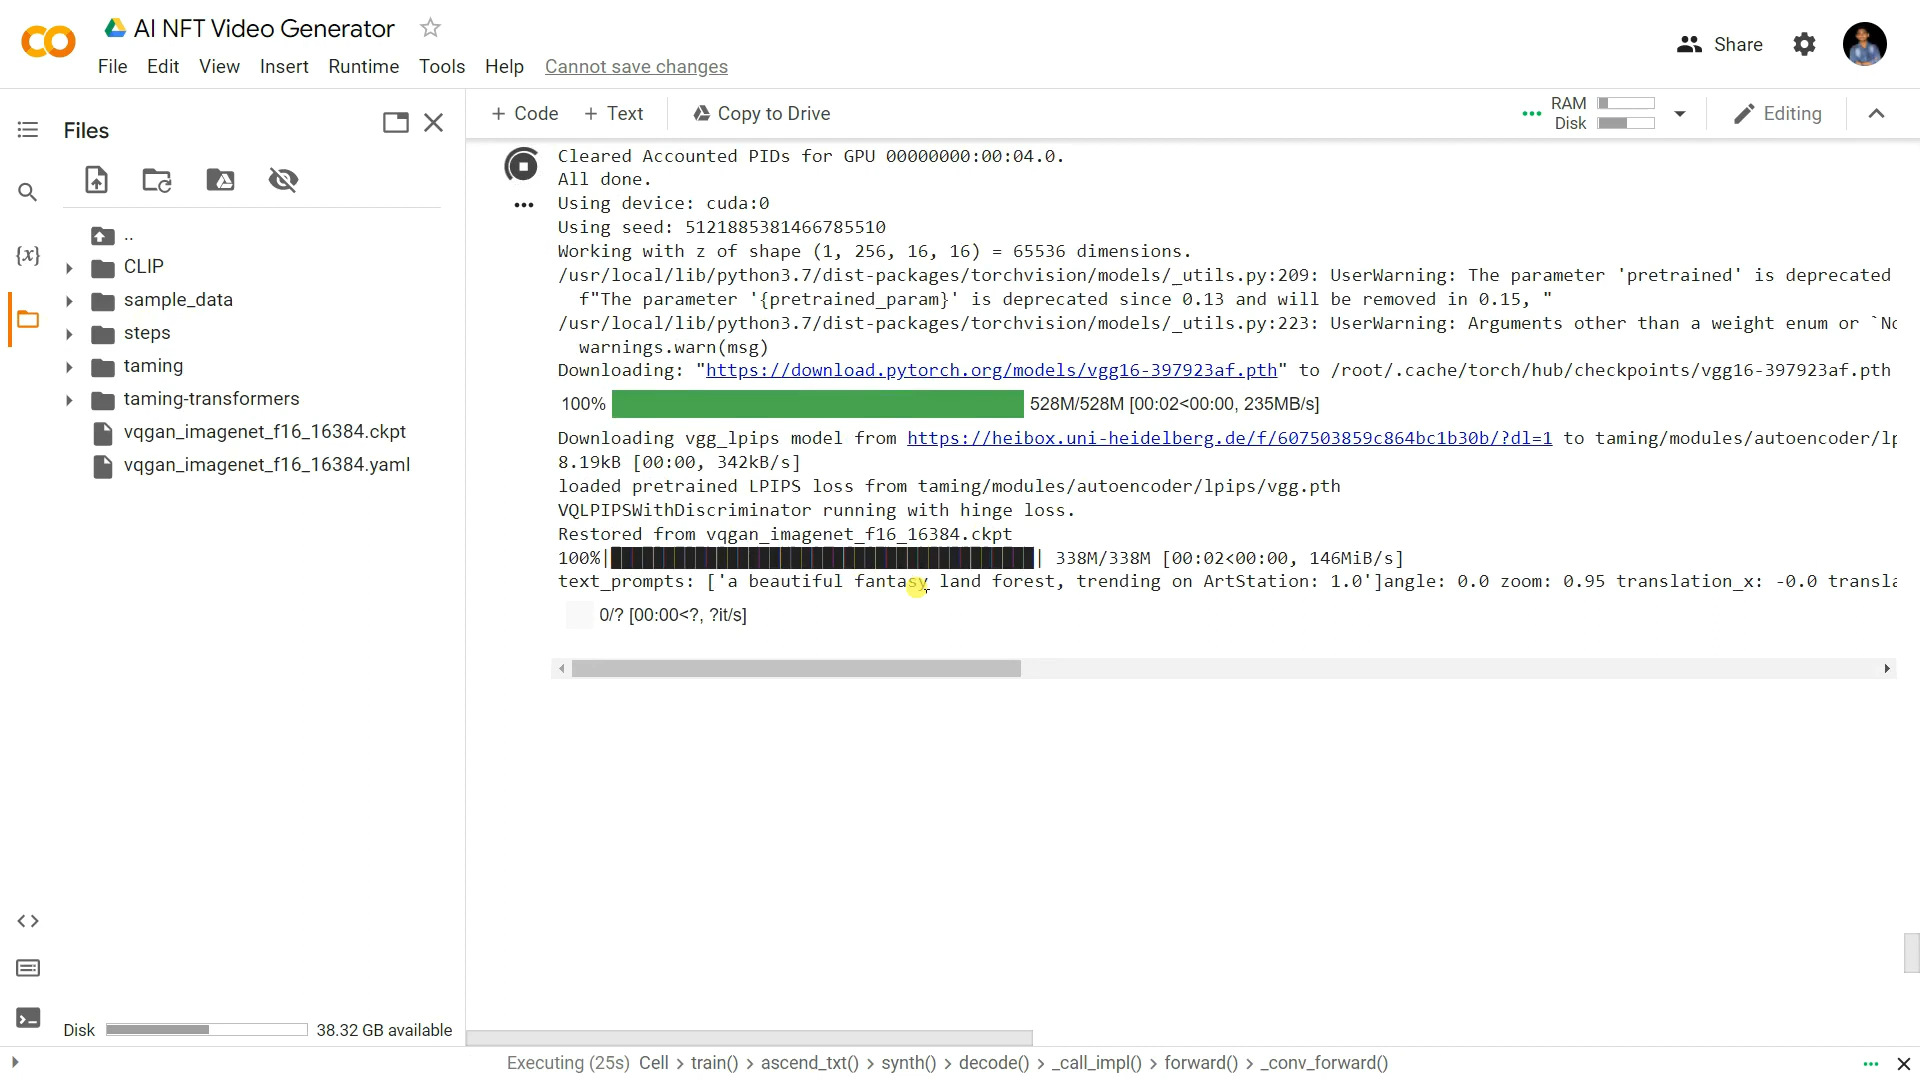 AI NFT Video Generator
File Edit View Insert Runtime Tools Help Cannot save changes
Share
Files
+ Code + Text Copy to Drive
RAM
Disk
Editing
..
CLIP
sample_data
steps
taming
taming-transformers
vqgan_imagenet_f16_16384.ckpt
vqgan_imagenet_f16_16384.yaml
{x}
Disk 38.32 GB available
Cleared Accounted PIDs for GPU 00000000:00:04.0.
All done.
Using device: cuda:0
Using seed: 5121885381466785510
Working with z of shape (1, 256, 16, 16) = 65536 dimensions.
/usr/local/lib/python3.7/dist-packages/torchvision/models/_utils.py:209: UserWarning: The parameter 'pretrained' is deprecated
f"The parameter '{pretrained_param}' is deprecated since 0.13 and will be removed in 0.15, "
/usr/local/lib/python3.7/dist-packages/torchvision/models/_utils.py:223: UserWarning: Arguments other than a weight enum or `No
warnings.warn(msg)
Downloading: "https://download.pytorch.org/models/vgg16-397923af.pth" to /root/.cache/torch/hub/checkpoints/vgg16-397923af.pth
100% 528M/528M [00:02<00:00, 235MB/s]
Downloading vgg_lpips model from https://heibox.uni-heidelberg.de/f/607503859c864bc1b30b/?dl=1 to taming/modules/autoencoder/lp
8.19kB [00:00, 342kB/s]
loaded pretrained LPIPS loss from taming/modules/autoencoder/lpips/vgg.pth
VQLPIPSWithDiscriminator running with hinge loss.
Restored from vqgan_imagenet_f16_16384.ckpt
100%| | 338M/338M [00:02<00:00, 146MiB/s]
text_prompts: ['a beautiful fantasy land forest, trending on ArtStation: 1.0']angle: 0.0 zoom: 0.95 translation_x: -0.0 transla
0/? [00:00<?, ?it/s]
Executing (25s) Cell > train() > ascend_txt() > synth() > decode() > _call_impl() > forward() > _conv_forward()